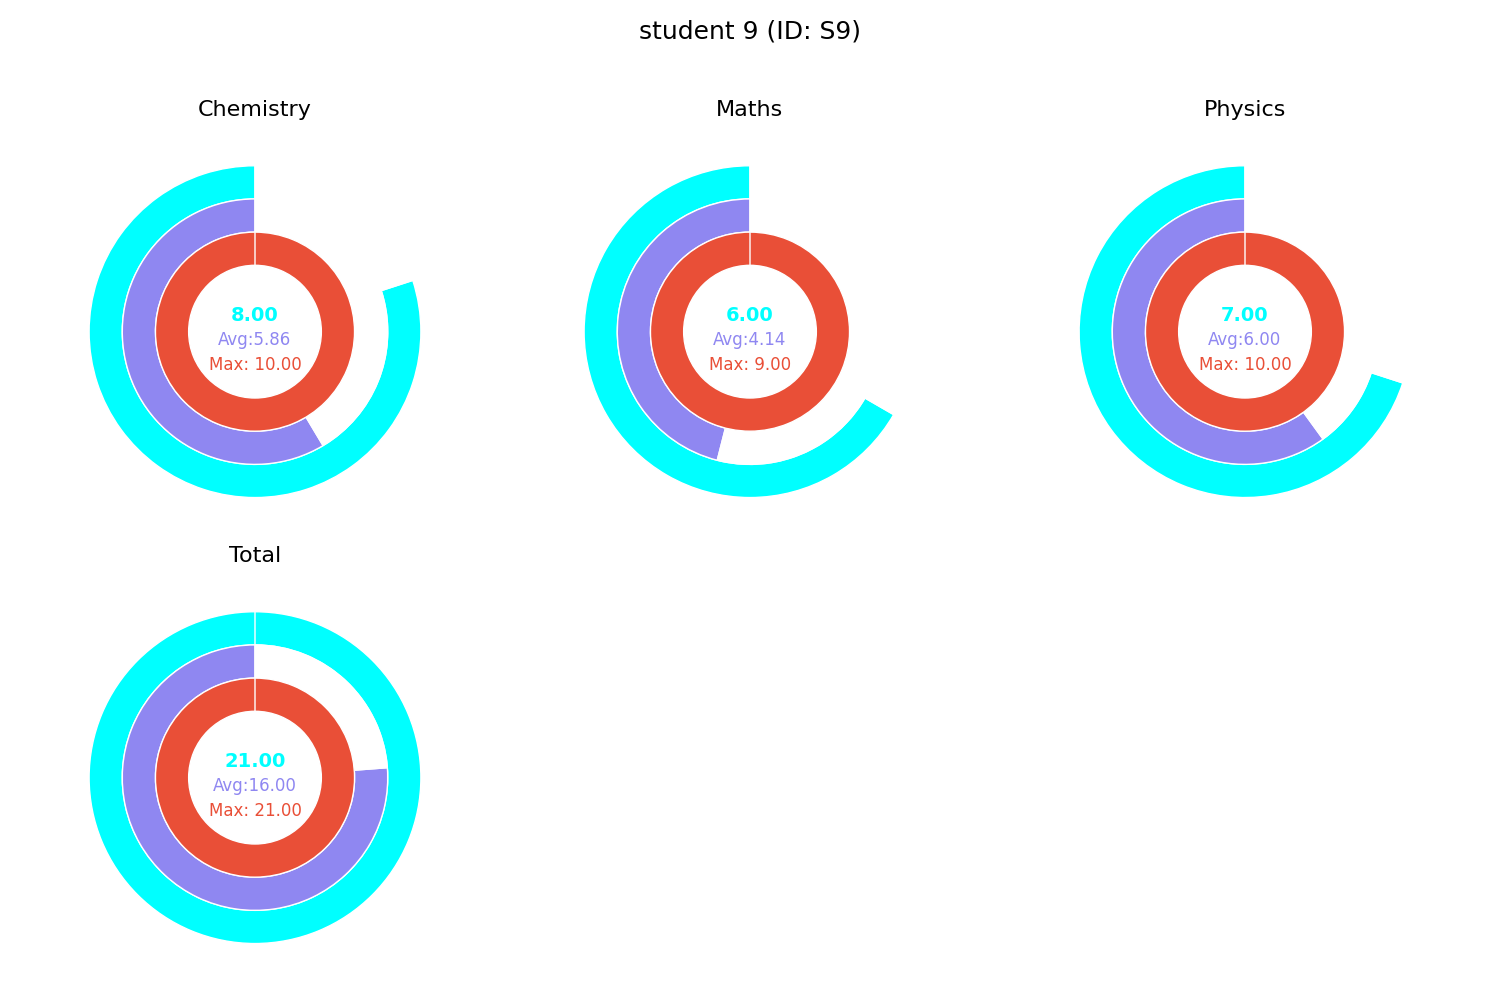 student 9 (ID: S9)
Chemistry
8.00
Avg:5.86
Max: 10.00
Maths
6.00
Avg:4.14
Max: 9.00
Physics
7.00
Avg:6.00
Max: 10.00
Total
21.00
Avg:16.00
Max: 21.00